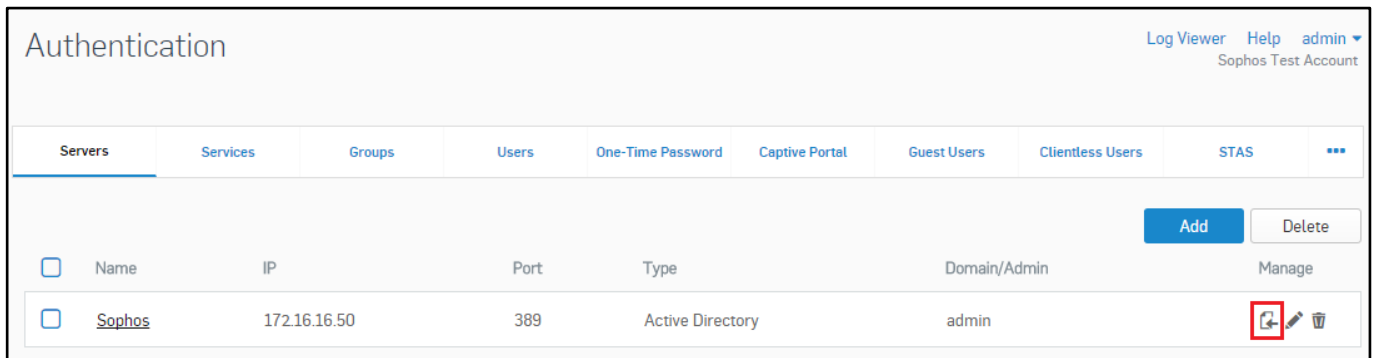 Authentication
Log Viewer Help admin
Sophos Test Account
Servers Services Groups Users One-Time Password Captive Portal Guest Users Clientless Users STAS
Add Delete
Name IP Port Type Domain/Admin Manage
Sophos 172.16.16.50 389 Active Directory admin